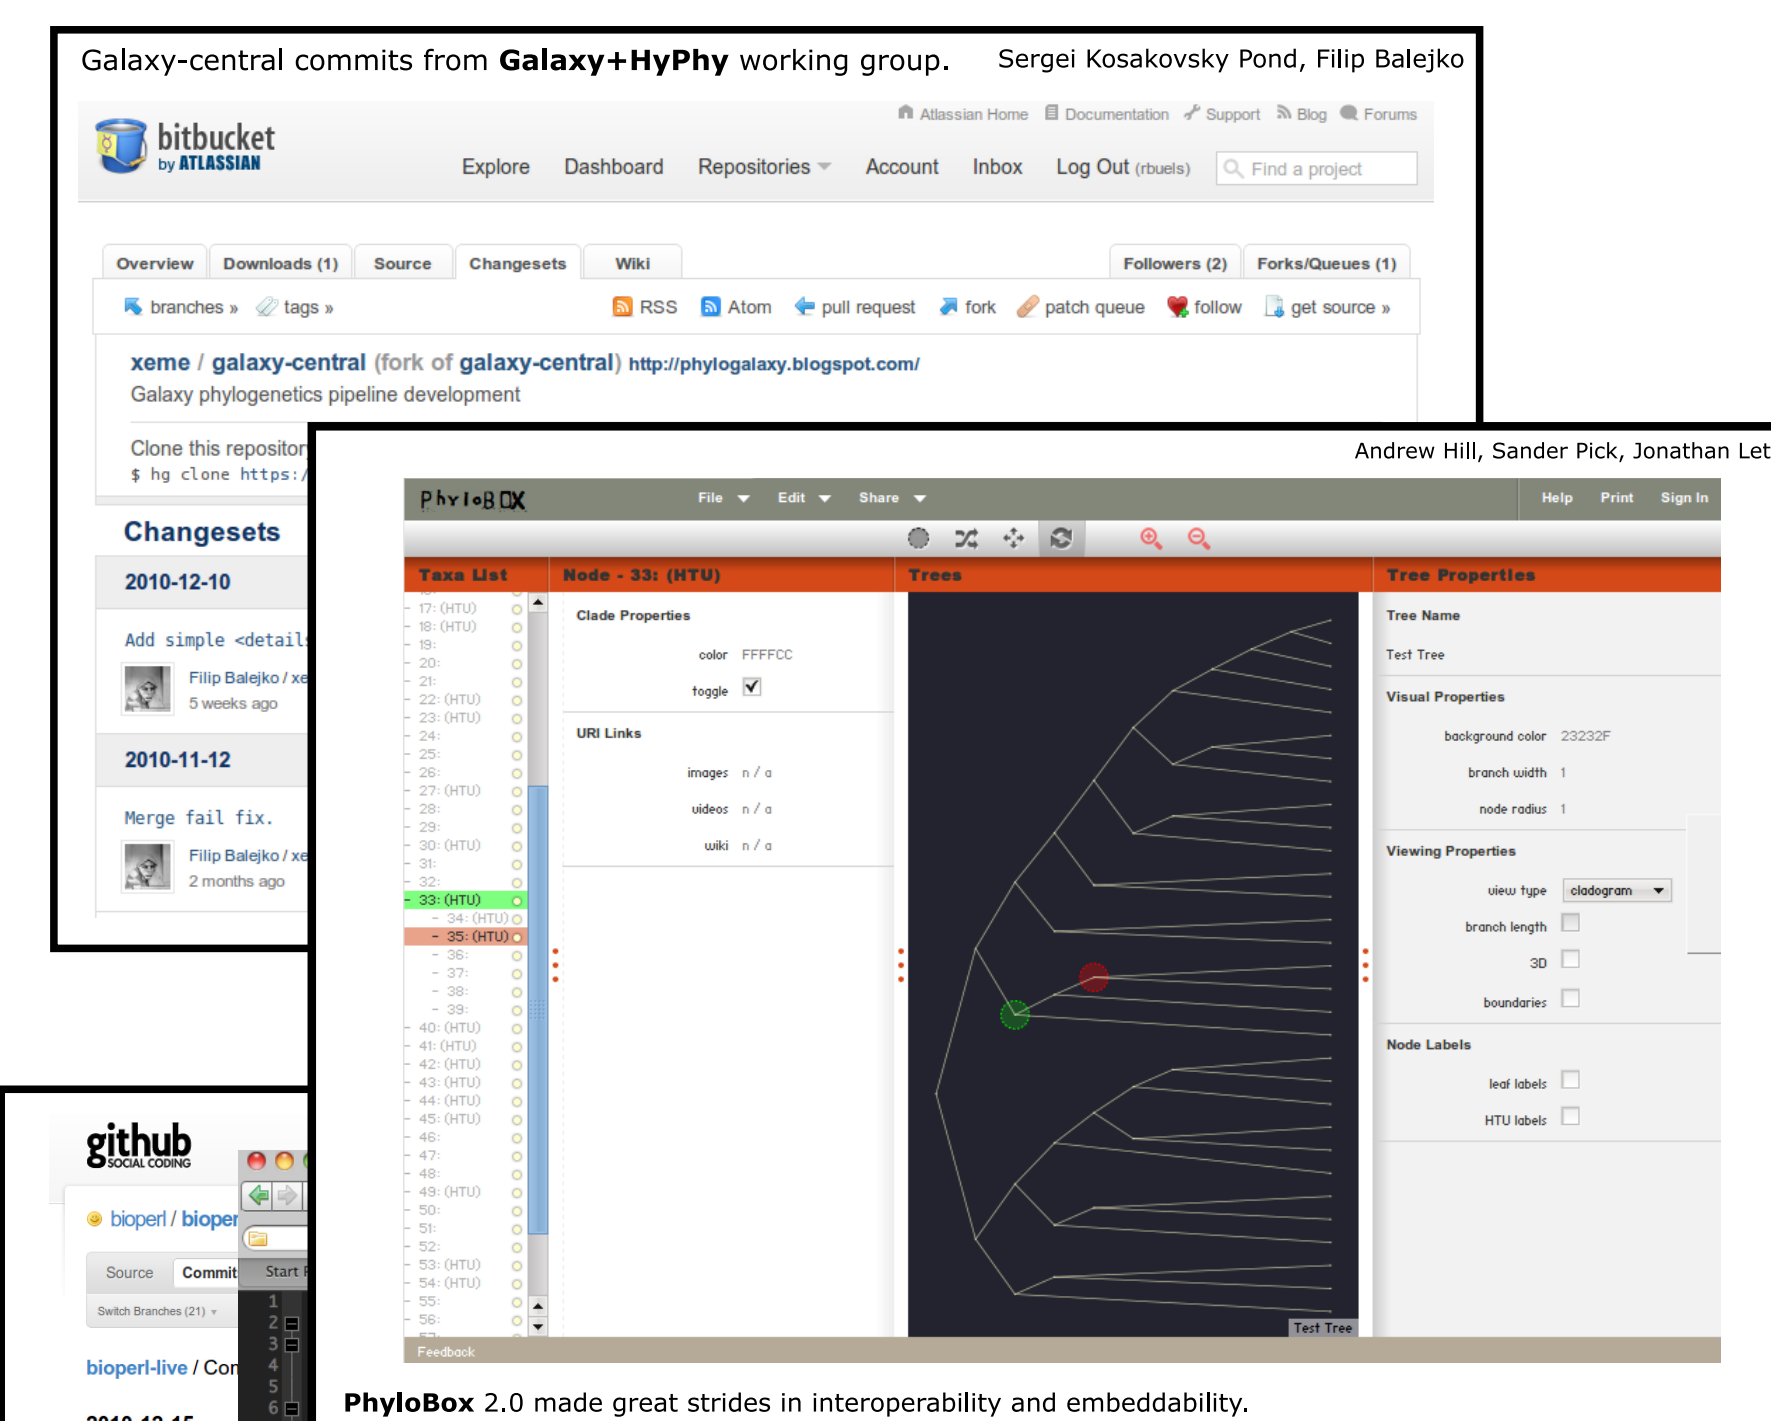 Galaxy-central commits from Galaxy+HyPhy working group. Sergei Kosakovsky Pond, Filip Balejko
bitbucket
by ATLASSIAN
Atlassian Home Documentation Support Blog Forums
Explore Dashboard Repositories Account Inbox Log Out (rbuels) Find a project
Overview Downloads (1) Source Changesets Wiki Followers (2) Forks/Queues (1)
branches » tags » RSS Atom pull request fork patch queue follow get source »
xeme / galaxy-central (fork of galaxy-central) http://phylogalaxy.blogspot.com/
Galaxy phylogenetics pipeline development
Clone this repository
$ hg clone https:/
Changesets
2010-12-10
Add simple <details
Filip Balejko / xe
5 weeks ago
2010-11-12
Merge fail fix.
Filip Balejko / xe
2 months ago
Andrew Hill, Sander Pick, Jonathan Let
PhyloBOX File Edit Share Help Print Sign In
Taxa List Node - 33: (HTU) Trees Tree Properties
17: (HTU)
18: (HTU)
19:
20:
21:
22: (HTU)
23: (HTU)
24:
25:
26:
27: (HTU)
28:
29:
30: (HTU)
31:
32:
33: (HTU)
34: (HTU)
35: (HTU)
36:
37:
38:
39:
40: (HTU)
41: (HTU)
42: (HTU)
43: (HTU)
44: (HTU)
45: (HTU)
46:
47:
48:
49: (HTU)
50:
51:
52:
53: (HTU)
54: (HTU)
55:
56:
57:
Clade Properties
color FFFFCC
toggle
URI Links
images n / a
videos n / a
wiki n / a
Test Tree
Tree Name
Test Tree
Visual Properties
background color 23232F
branch width 1
node radius 1
Viewing Properties
view type cladogram
branch length
3D
boundaries
Node Labels
leaf labels
HTU labels
Feedback
PhyloBox 2.0 made great strides in interoperability and embeddability.
github
SOCIAL CODING
bioperl / bioper
Source Commit
Switch Branches (21)
bioperl-live / Com
2010-12-15
Start P
1
2
3
4
5
6